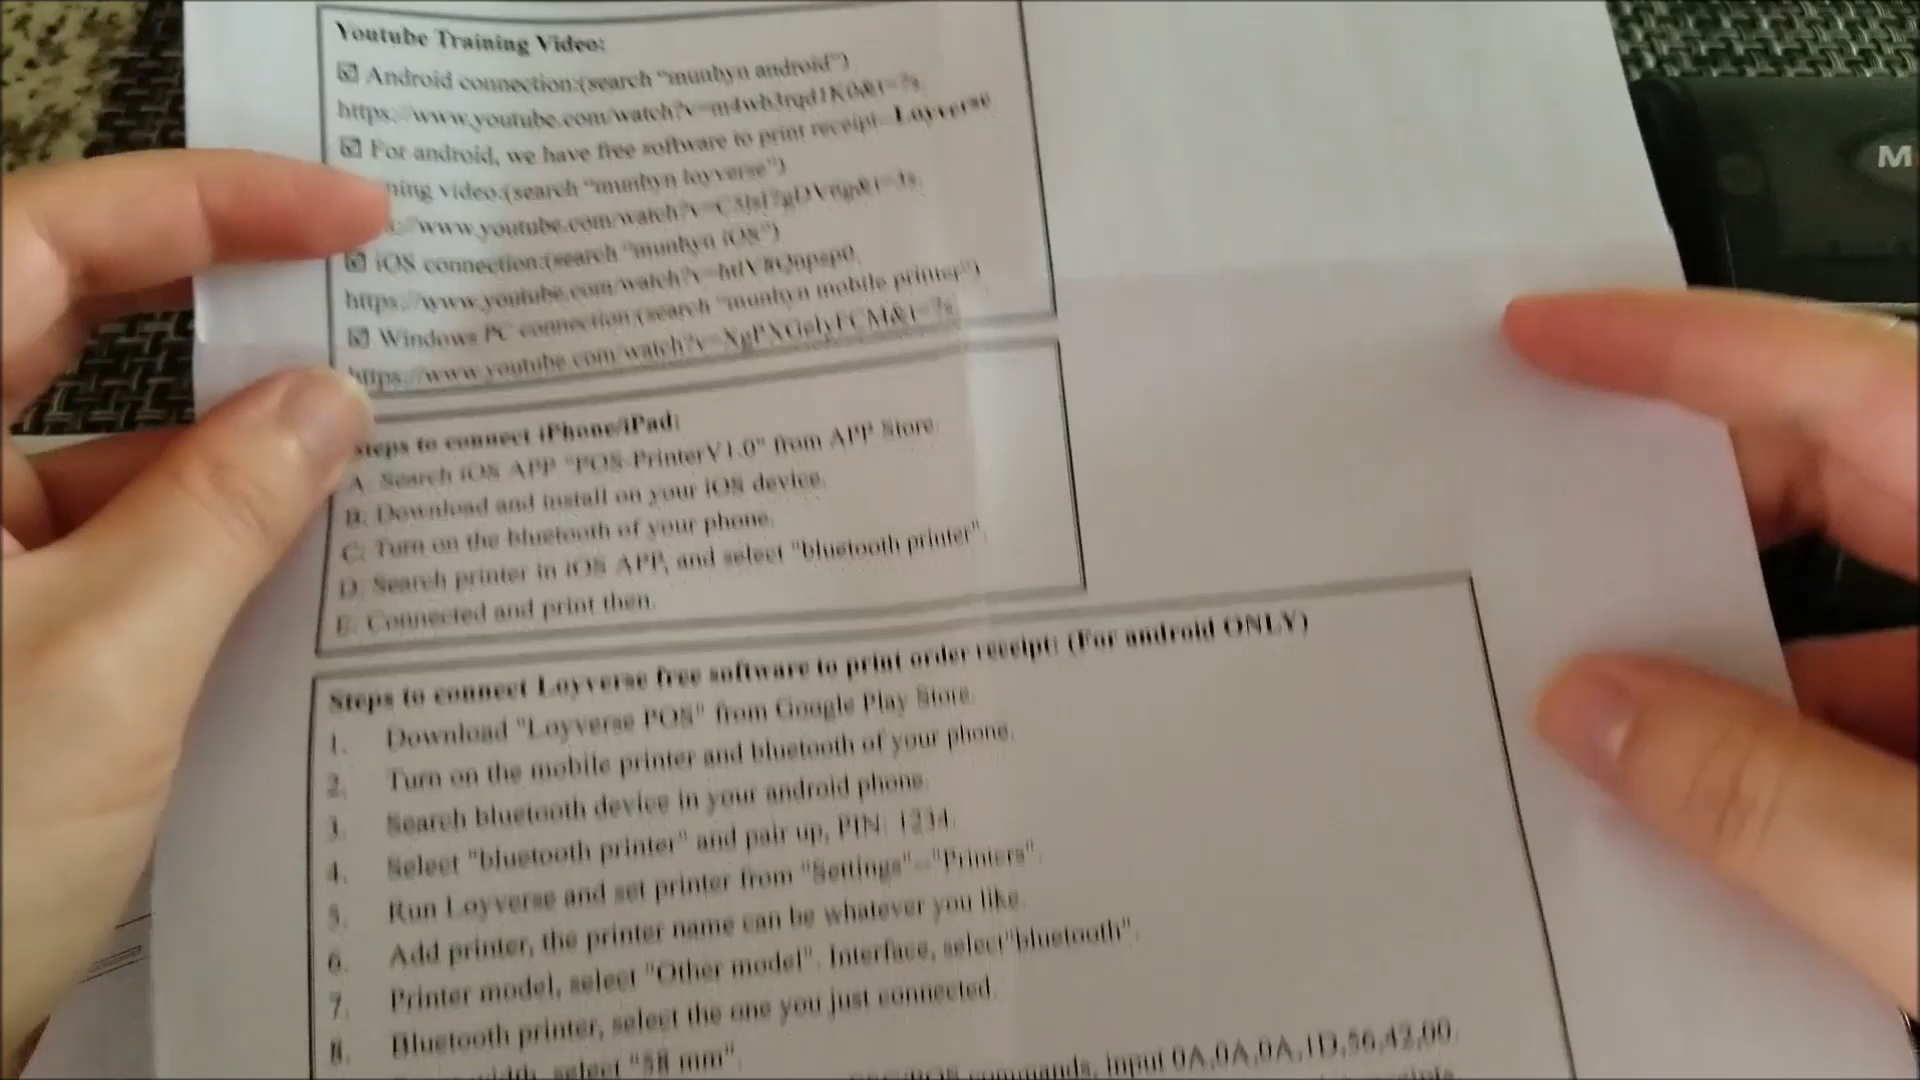 Youtube Training Video:
☑ Android connection:(search "munbyn android")
https://www.youtube.com/watch?v=
☑ For android, we have free software to print receipt--Loyverse
ning video:(search "munbyn loyverse")
://www.youtube.com/watch?v=
☑ iOS connection:(search "munbyn iOS")
https://www.youtube.com/watch?v=
☑ Windows PC connection:(search "munbyn mobile printer")
https://www.youtube.com/watch?v=
Steps to connect iPhone/iPad:
A. Search iOS APP "POS-PrinterV1.0" from APP Store.
B. Download and install on your iOS device.
C. Turn on the bluetooth of your phone.
D. Search printer in iOS APP, and select "bluetooth printer".
E. Connected and print then.
Steps to connect Loyverse free software to print order receipt: (For android ONLY)
1. Download "Loyverse POS" from Google Play Store.
2. Turn on the mobile printer and bluetooth of your phone.
3. Search bluetooth device in your android phone.
4. Select "bluetooth printer" and pair up, PIN: 1234.
5. Run Loyverse and set printer from "Settings"--"Printers".
6. Add printer, the printer name can be whatever you like.
7. Printer model, select "Other model". Interface, select"bluetooth".
8. Bluetooth printer, select the one you just connected.
width, select "58 mm".
commands, input 0A,0A,0A,1D,56,42,00.
receipts.
M